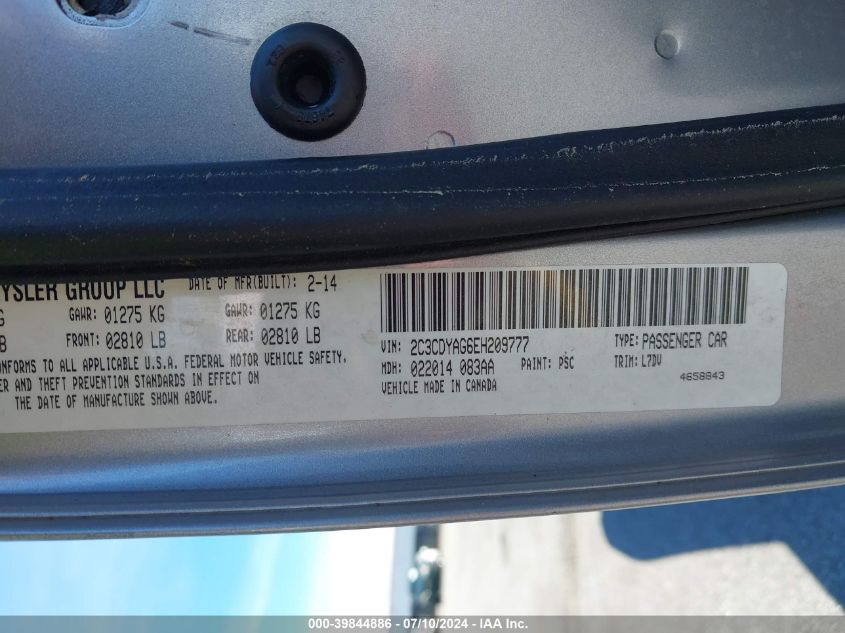 YSLER GROUP LLC DATE OF MFR(BUILT): 2-14
G GAWR: 01275 KG GAWR: 01275 KG
B FRONT: 02810 LB REAR: 02810 LB
ONFORMS TO ALL APPLICABLE U.S.A. FEDERAL MOTOR VEHICLE SAFETY,
ER AND THEFT PREVENTION STANDARDS IN EFFECT ON
THE DATE OF MANUFACTURE SHOWN ABOVE.
VIN: 2C3CDYAG6EH209777 TYPE: PASSENGER CAR
MDH: 022014 083AA PAINT: PSC TRIM: L7DV
VEHICLE MADE IN CANADA
4658843
000-39844886 - 07/10/2024 - IAA Inc.